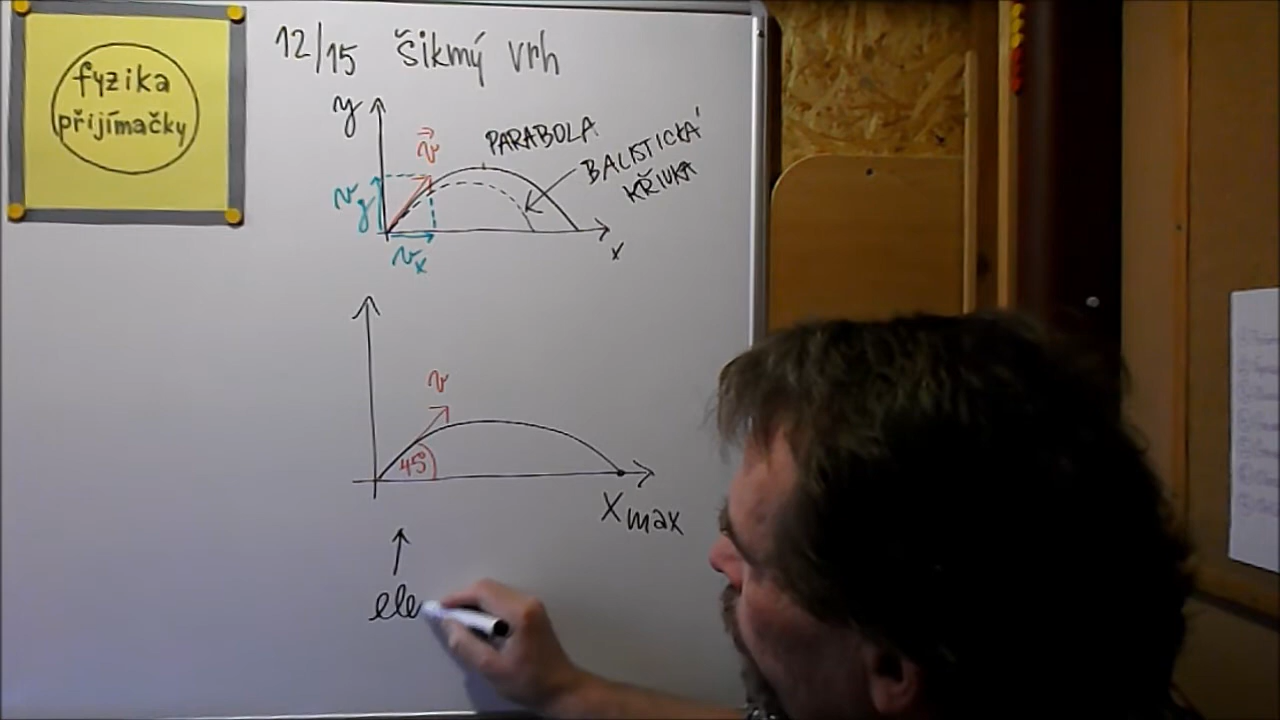 fyzika
přijímačky
12/15 šikmý vrh
y
v
PARABOLA
BALISTICKÁ
KŘIVKA
vy
vx
x
v
45°
xmax
ele